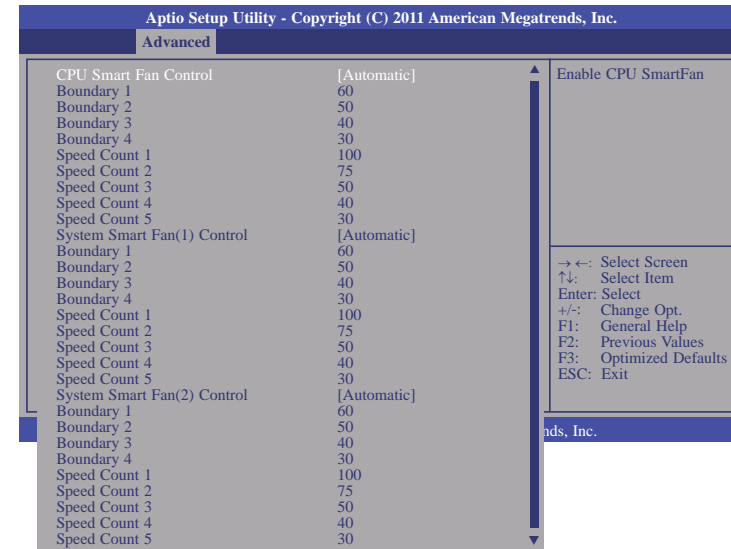 Aptio Setup Utility - Copyright (C) 2011 American Megatrends, Inc.
Advanced
CPU Smart Fan Control [Automatic]
Boundary 1 60
Boundary 2 50
Boundary 3 40
Boundary 4 30
Speed Count 1 100
Speed Count 2 75
Speed Count 3 50
Speed Count 4 40
Speed Count 5 30
System Smart Fan(1) Control [Automatic]
Boundary 1 60
Boundary 2 50
Boundary 3 40
Boundary 4 30
Speed Count 1 100
Speed Count 2 75
Speed Count 3 50
Speed Count 4 40
Speed Count 5 30
System Smart Fan(2) Control [Automatic]
Boundary 1 60
Boundary 2 50
Boundary 3 40
Boundary 4 30
Speed Count 1 100
Speed Count 2 75
Speed Count 3 50
Speed Count 4 40
Speed Count 5 30
Enable CPU SmartFan
→←: Select Screen
↑↓: Select Item
Enter: Select
+/-: Change Opt.
F1: General Help
F2: Previous Values
F3: Optimized Defaults
ESC: Exit
nds, Inc.